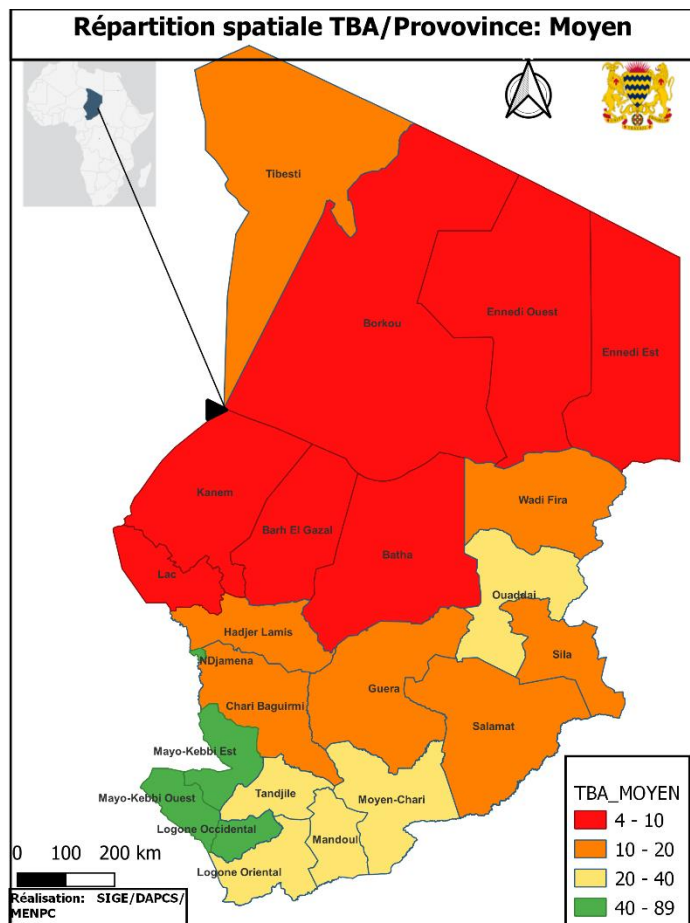 Répartition spatiale TBA/Provovince: Moyen
Tibesti
Borkou
Ennedi Ouest
Ennedi Est
Kanem
Wadi Fira
Barh El Gazal
Batha
Lac
Ouaddai
Hadjer Lamis
NDjamena
Sila
Guera
Chari Baguirmi
Salamat
Mayo-Kebbi Est
Mayo-Kebbi Ouest
Tandjile
Moyen-Chari
Logone Occidental
Mandoul
Logone Oriental
TBA_MOYEN
4 - 10
10 - 20
20 - 40
40 - 89
0 100 200 km
Réalisation: SIGE/DAPCS/
MENPC